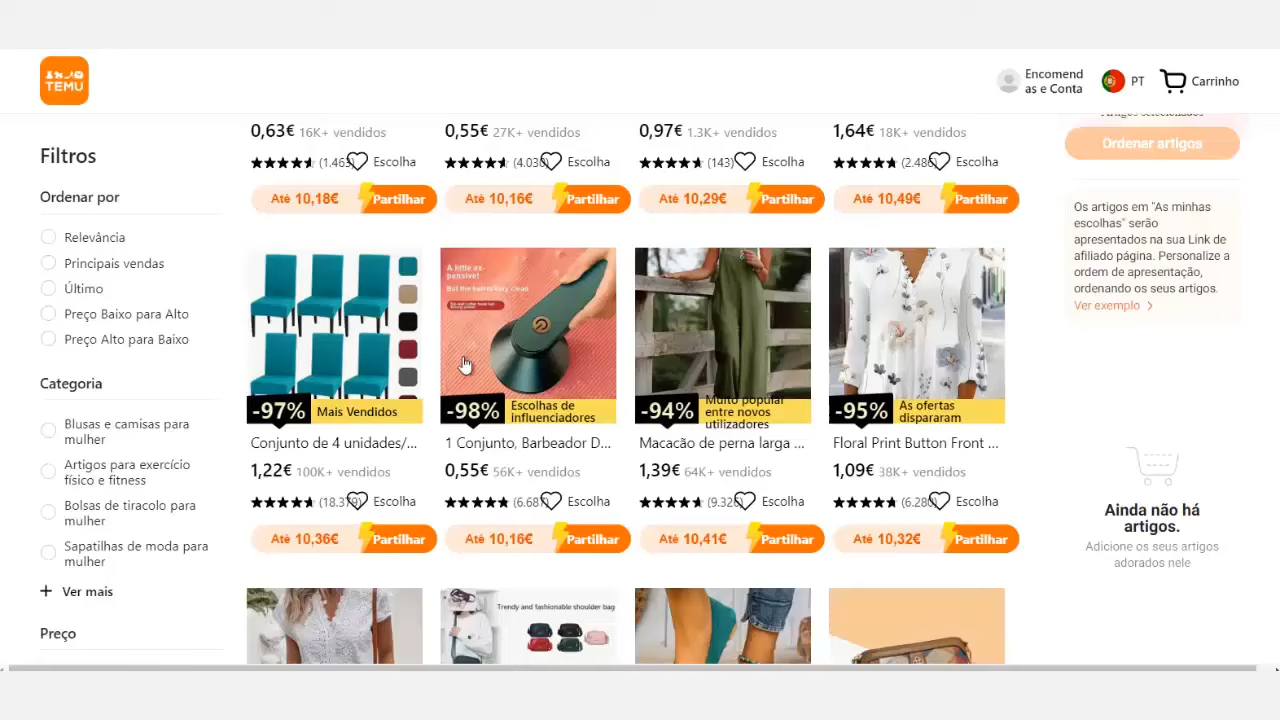 TEMU
Encomend
as e Conta
PT
Carrinho
Filtros
Ordenar por
Relevância
Principais vendas
Último
Preço Baixo para Alto
Preço Alto para Baixo
Categoria
Blusas e camisas para
mulher
Artigos para exercício
físico e fitness
Bolsas de tiracolo para
mulher
Sapatilhas de moda para
mulher
Ver mais
Preço
0,63€ 16K+ vendidos
Escolha
Até 10,18€ Partilhar
0,55€ 27K+ vendidos
Escolha
Até 10,16€ Partilhar
0,97€ 1.3K+ vendidos
(143) Escolha
Até 10,29€ Partilhar
1,64€ 18K+ vendidos
Escolha
Até 10,49€ Partilhar
-97% Mais Vendidos
Conjunto de 4 unidades/...
1,22€ 100K+ vendidos
Escolha
Até 10,36€ Partilhar
A little ex-
pensive!
-98% Escolhas de
influenciadores
1 Conjunto, Barbeador D...
0,55€ 56K+ vendidos
Escolha
Até 10,16€ Partilhar
-94% Muito popular
entre novos
utilizadores
Macacão de perna larga ...
1,39€ 64K+ vendidos
Escolha
Até 10,41€ Partilhar
-95% As ofertas
dispararam
Floral Print Button Front ...
1,09€ 38K+ vendidos
Escolha
Até 10,32€ Partilhar
Trendy and fashionable shoulder bag
Ordenar artigos
Os artigos em "As minhas
escolhas" serão
apresentados na sua Link de
afiliado página. Personalize a
ordem de apresentação,
ordenando os seus artigos.
Ver exemplo >
Ainda não há
artigos.
Adicione os seus artigos
adorados nele